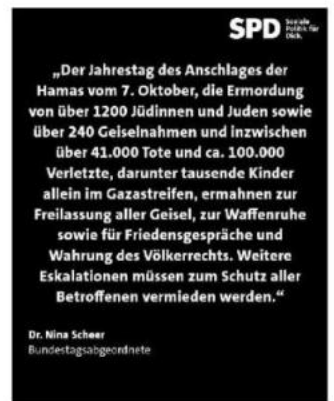 SPD Soziale
Politik für
Dich.
„Der Jahrestag des Anschlages der
Hamas vom 7. Oktober, die Ermordung
von über 1200 Jüdinnen und Juden sowie
über 240 Geiselnahmen und inzwischen
über 41.000 Tote und ca. 100.000
Verletzte, darunter tausende Kinder
allein im Gazastreifen, ermahnen zur
Freilassung aller Geisel, zur Waffenruhe
sowie für Friedensgespräche und
Wahrung des Völkerrechts. Weitere
Eskalationen müssen zum Schutz aller
Betroffenen vermieden werden.“
Dr. Nina Scheer
Bundestagsabgeordnete